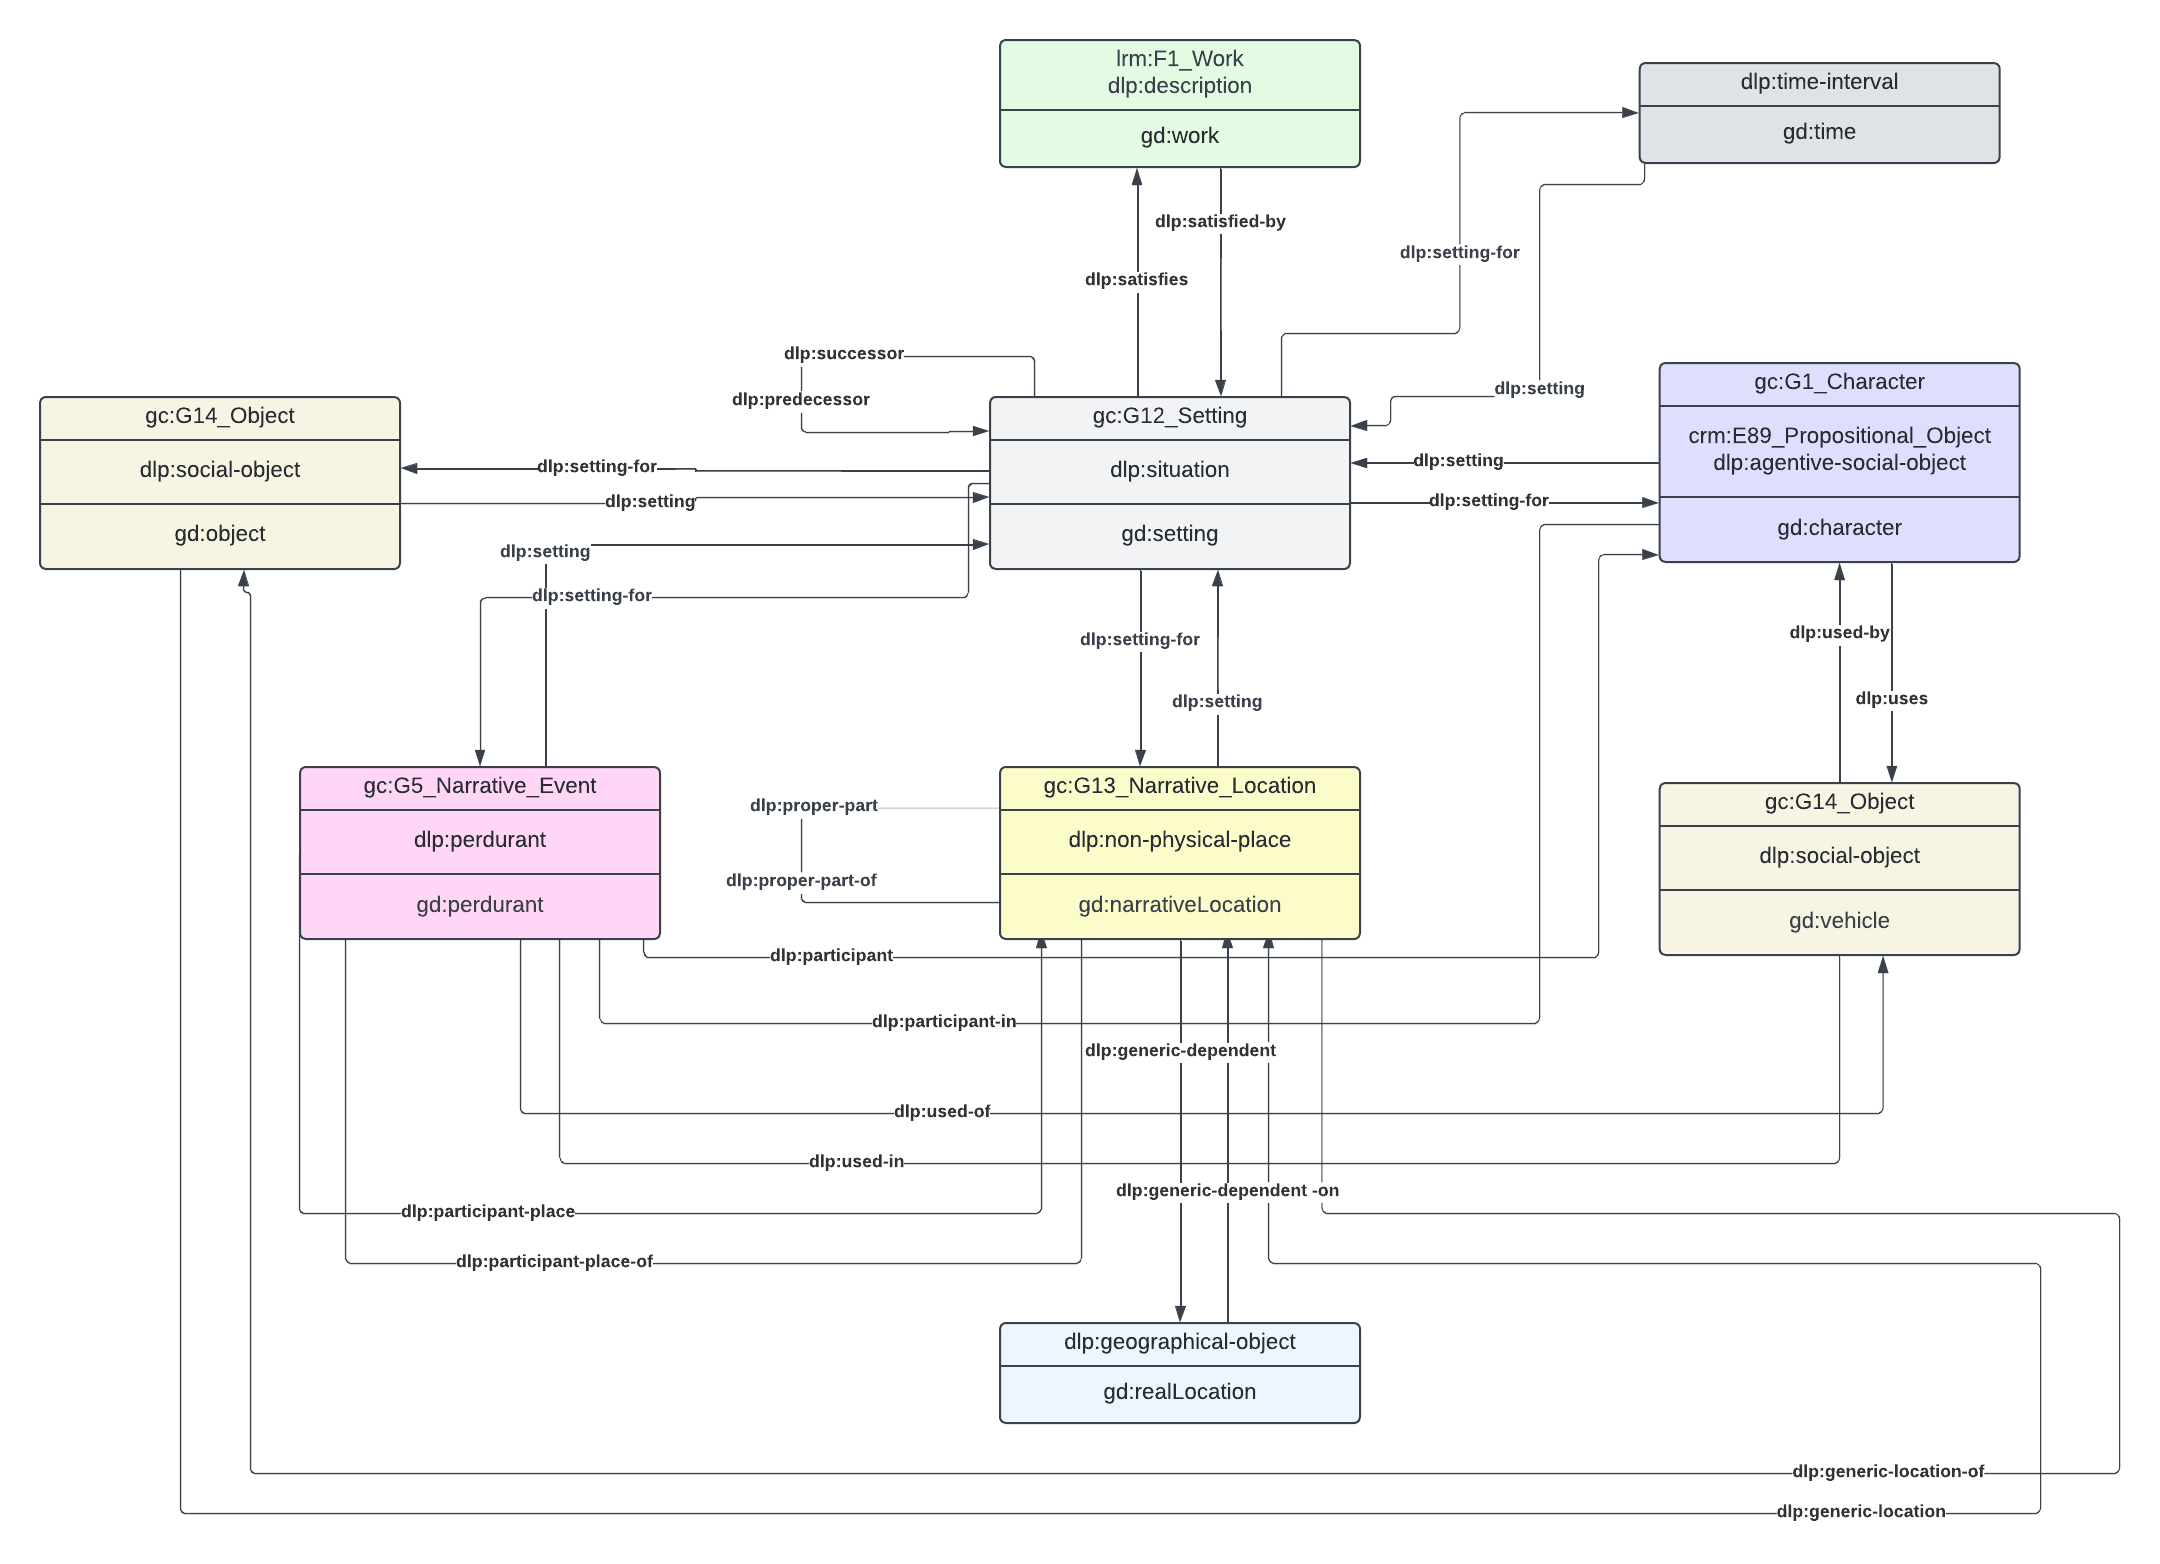 lrm:F1_Work
dlp:description
gd:work
dlp:time-interval
gd:time
dlp:satisfied-by
dlp:setting-for
dlp:satisfies
dlp:successor
dlp:predecessor
dlp:setting
gc:G14_Object
dlp:social-object
gd:object
dlp:setting-for
dlp:setting
gc:G12_Setting
dlp:situation
gd:setting
dlp:setting
dlp:setting-for
gc:G1_Character
crm:E89_Propositional_Object
dlp:agentive-social-object
gd:character
dlp:setting
dlp:setting-for
dlp:setting-for
dlp:setting
dlp:used-by
dlp:uses
gc:G5_Narrative_Event
dlp:perdurant
gd:perdurant
dlp:proper-part
dlp:proper-part-of
gc:G13_Narrative_Location
dlp:non-physical-place
gd:narrativeLocation
gc:G14_Object
dlp:social-object
gd:vehicle
dlp:participant
dlp:participant-in
dlp:generic-dependent
dlp:used-of
dlp:used-in
dlp:generic-dependent -on
dlp:participant-place
dlp:participant-place-of
dlp:geographical-object
gd:realLocation
dlp:generic-location-of
dlp:generic-location